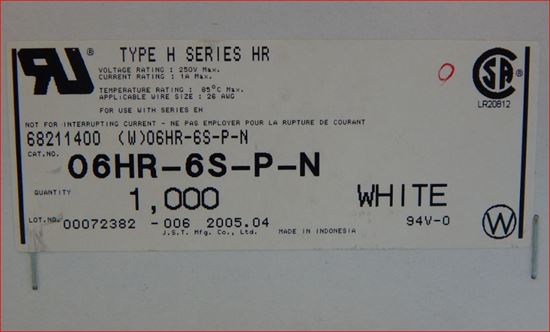 RU ® TYPE H SERIES HR
VOLTAGE RATING : 250V Max.
CURRENT RATING : 1A Max.
TEMPERATURE RATING : 85°C Max.
APPLICABLE WIRE SIZE : 26 AWG
FOR USE WITH SERIES EH
SA ®
LR20812
NOT FOR INTERRUPTING CURRENT - NE PAS EMPLOYER POUR LA RUPTURE DE COURANT
68211400 (W)06HR-6S-P-N
CAT.NO. 06HR-6S-P-N
QUANTITY 1,000 WHITE
LOT.NO. 00072382 -006 2005.04 94V-0 W
J.S.T. Mfg. Co., Ltd. MADE IN INDONESIA